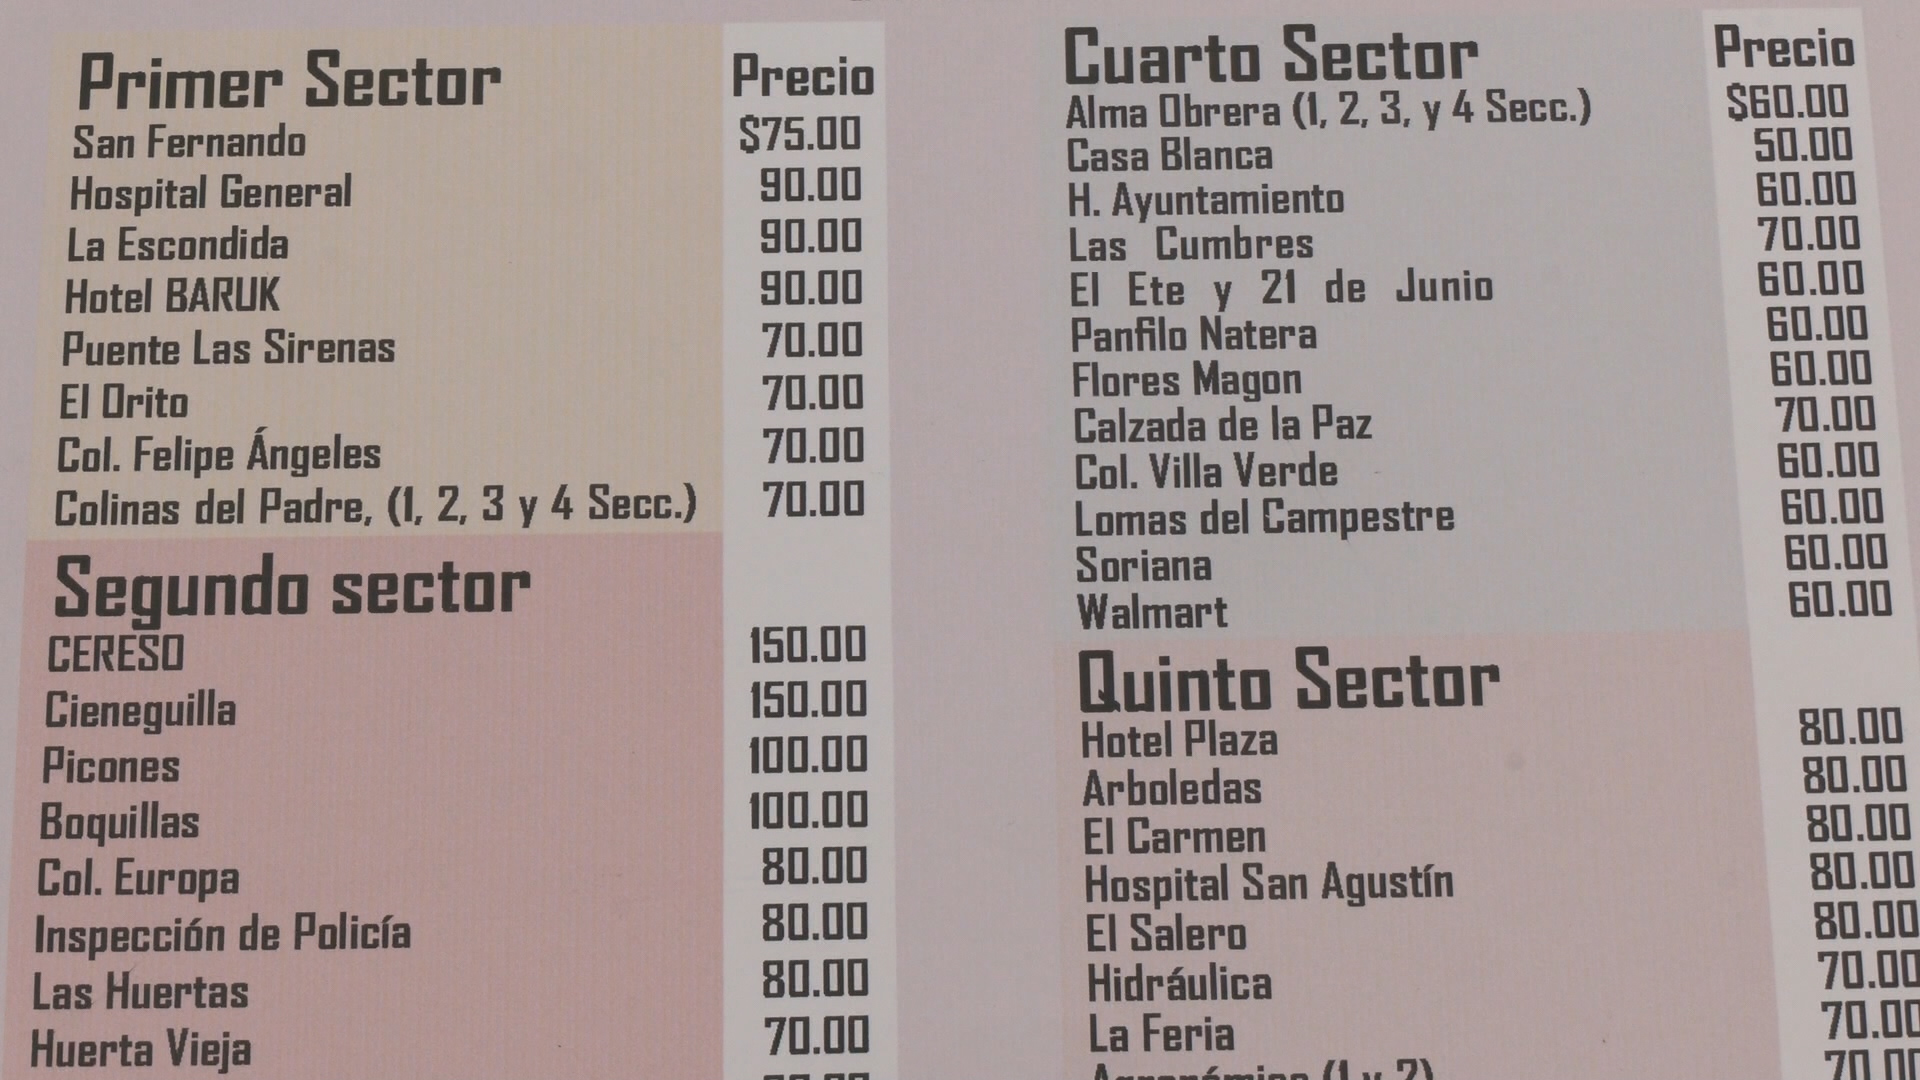 Primer Sector Precio
San Fernando $75.00
Hospital General 90.00
La Escondida 90.00
Hotel BARUK 90.00
Puente Las Sirenas 70.00
El Orito 70.00
Col. Felipe Ángeles 70.00
Colinas del Padre, (1, 2, 3 y 4 Secc.) 70.00
Segundo sector
CERESO 150.00
Cieneguilla 150.00
Picones 100.00
Boquillas 100.00
Col. Europa 80.00
Inspección de Policía 80.00
Las Huertas 80.00
Huerta Vieja 70.00
Cuarto Sector Precio
Alma Obrera (1, 2, 3, y 4 Secc.) $60.00
Casa Blanca 50.00
H. Ayuntamiento 60.00
Las Cumbres 70.00
El Ete y 21 de Junio 60.00
Panfilo Natera 60.00
Flores Magon 60.00
Calzada de la Paz 70.00
Col. Villa Verde 60.00
Lomas del Campestre 60.00
Soriana 60.00
Walmart 60.00
Quinto Sector
Hotel Plaza 80.00
Arboledas 80.00
El Carmen 80.00
Hospital San Agustín 80.00
El Salero 80.00
Hidráulica 70.00
La Feria 70.00
(1 y 2) 70.00